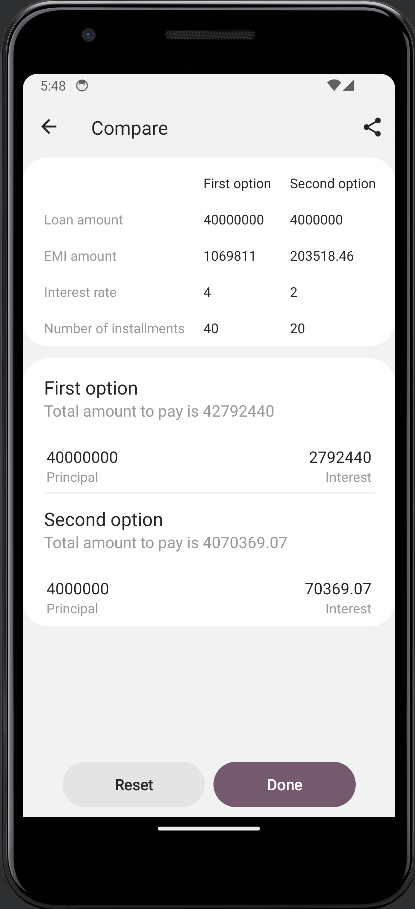 5:48
Compare
First option Second option
Loan amount 40000000 4000000
EMI amount 1069811 203518.46
Interest rate 4 2
Number of installments 40 20
First option
Total amount to pay is 42792440
40000000 2792440
Principal Interest
Second option
Total amount to pay is 4070369.07
4000000 70369.07
Principal Interest
Reset Done